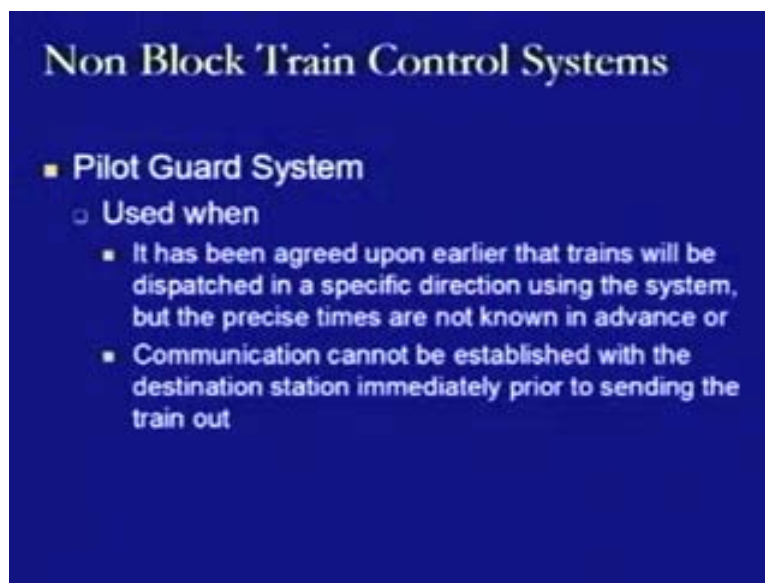 Non Block Train Control Systems
Pilot Guard System
Used when
It has been agreed upon earlier that trains will be
dispatched in a specific direction using the system,
but the precise times are not known in advance or
Communication cannot be established with the
destination station immediately prior to sending the
train out